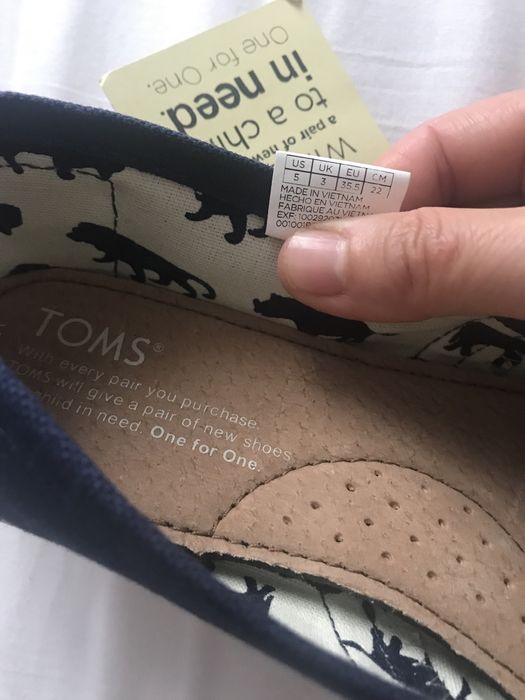 a pair of new
to a
in need.
One for One.
US UK EU CM
5 3 35.5 22
MADE IN VIETNAM
HECHO EN VIETNAM
FABRIQUE AU
EXF:
TOMS®
With every pair you purchase,
TOMS will give a pair of new shoes
child in need. One for One.